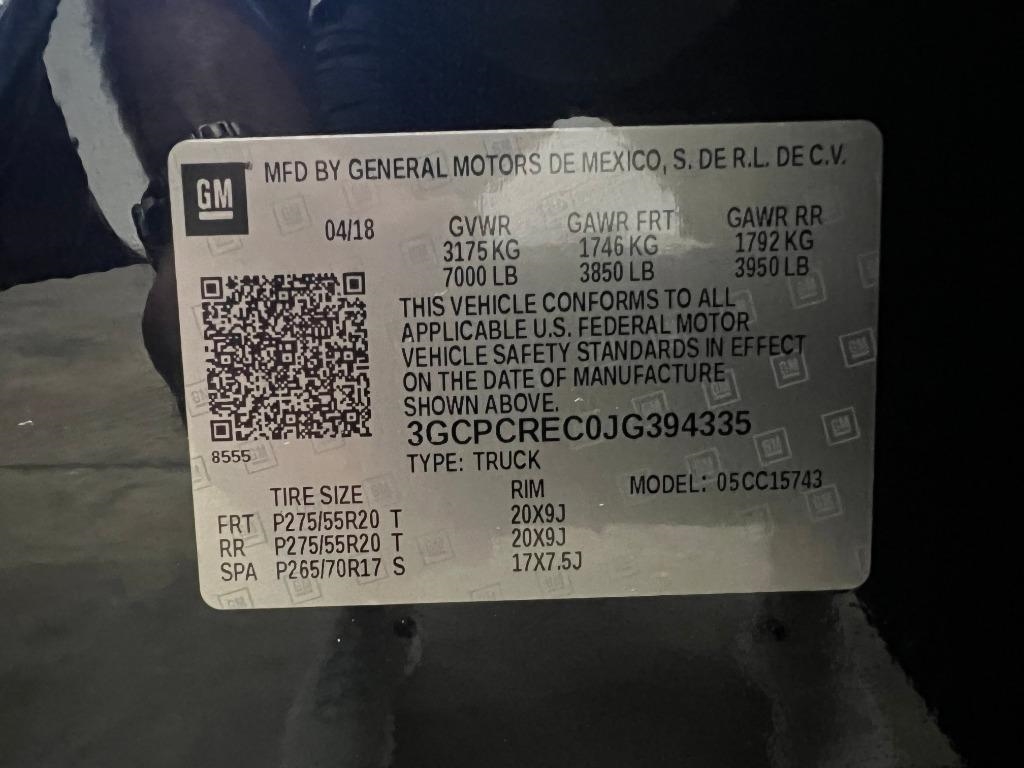 GM
MFD BY GENERAL MOTORS DE MEXICO, S. DE R.L. DE C.V.
04/18 GVWR GAWR FRT GAWR RR
3175 KG 1746 KG 1792 KG
7000 LB 3850 LB 3950 LB
THIS VEHICLE CONFORMS TO ALL
APPLICABLE U.S. FEDERAL MOTOR
VEHICLE SAFETY STANDARDS IN EFFECT
ON THE DATE OF MANUFACTURE
SHOWN ABOVE.
3GCPCREC0JG394335
8555
TYPE: TRUCK
TIRE SIZE RIM MODEL: 05CC15743
FRT P275/55R20 T 20X9J
RR P275/55R20 T 20X9J
SPA P265/70R17 S 17X7.5J